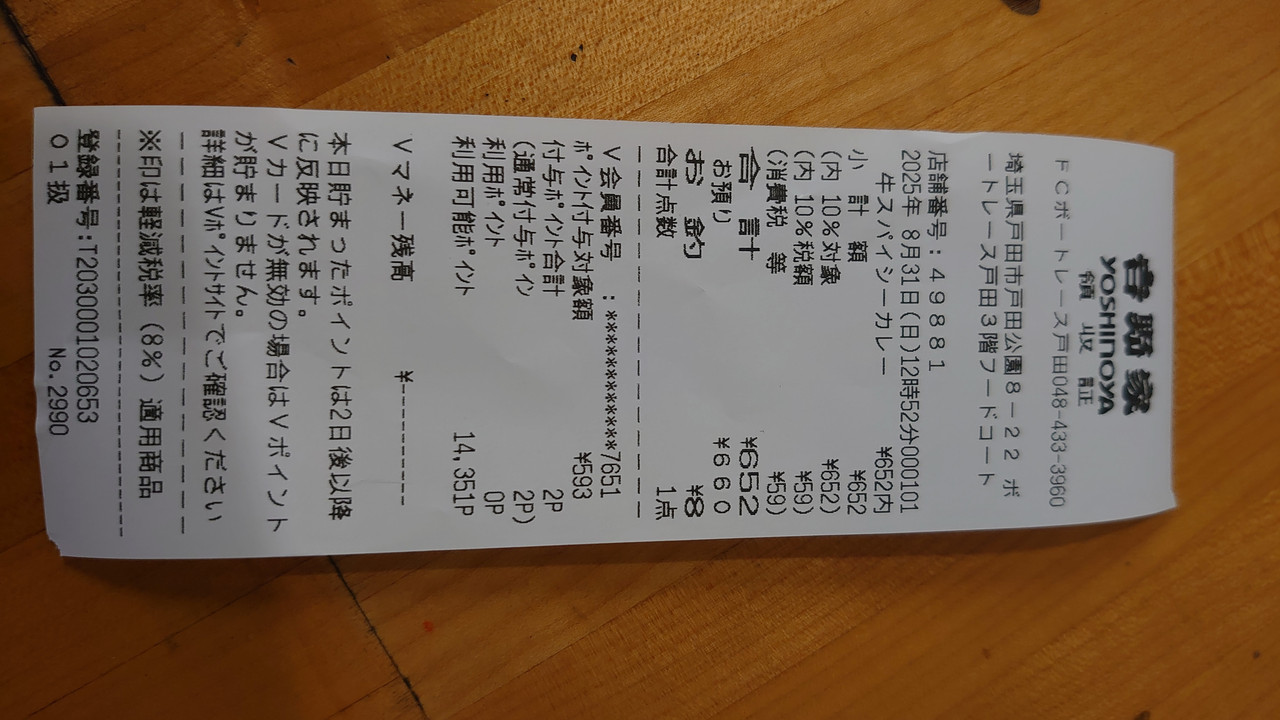 吉野家
YOSHINOYA
領収証
FCボートレース戸田048-433-3960
埼玉県戸田市戸田公園8-22 ボ
ートレース戸田3階フードコート
店舗番号:49881
2025年 8月31日(日)12時52分000101
牛スパイシーカレー ¥652内
小 計 額 ¥652
(内 10%対象 ¥652)
(内 10%税額 ¥59)
(消費税 等 ¥59)
合 計 ¥652
お預り ¥660
お 釣 ¥8
合計点数 1点
V会員番号 :************7651
ポイント付与対象額 ¥593
付与ポイント合計 2P
(通常付与ポイン 2P)
利用ポイント 0P
利用可能ポイント 14,351P
Vマネー残高 ¥---------
本日貯まったポイントは2日後以降
に反映されます。
Vカードが無効の場合はVポイント
が貯まりません。
詳細はVポイントサイトでご確認ください
※印は軽減税率(8%)適用商品
登録番号:T2030001020653
01扱 No.2990